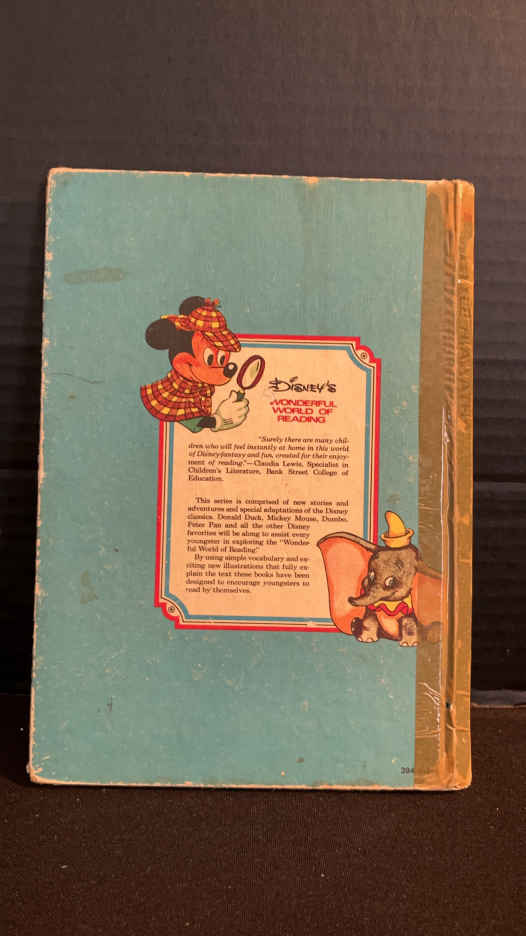 DISNEY'S
WONDERFUL
WORLD OF
READING
"Surely there are many chil-
dren who will feel instantly at home in this world
of Disney fantasy and fun, created for their enjoy-
ment of reading."—Claudia Lewis, Specialist in
Children's Literature, Bank Street College of
Education.
This series is comprised of new stories and
adventures and special adaptations of the Disney
classics. Donald Duck, Mickey Mouse, Dumbo,
Peter Pan and all the other Disney
favorites will be along to assist every
youngster in exploring the "Wonder-
ful World of Reading."
By using simple vocabulary and ex-
citing new illustrations that fully ex-
plain the text these books have been
designed to encourage youngsters to
read by themselves.
394